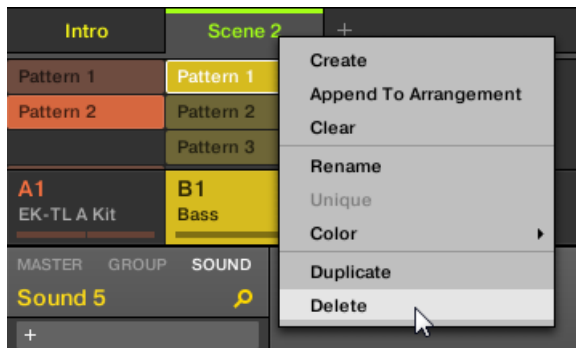 Intro
Scene 2
+
Pattern 1
Pattern 1
Pattern 2
Pattern 2
Pattern 3
A1
EK-TL A Kit
B1
Bass
MASTER GROUP SOUND
Sound 5
+
Create
Append To Arrangement
Clear
Rename
Unique
Color
Duplicate
Delete